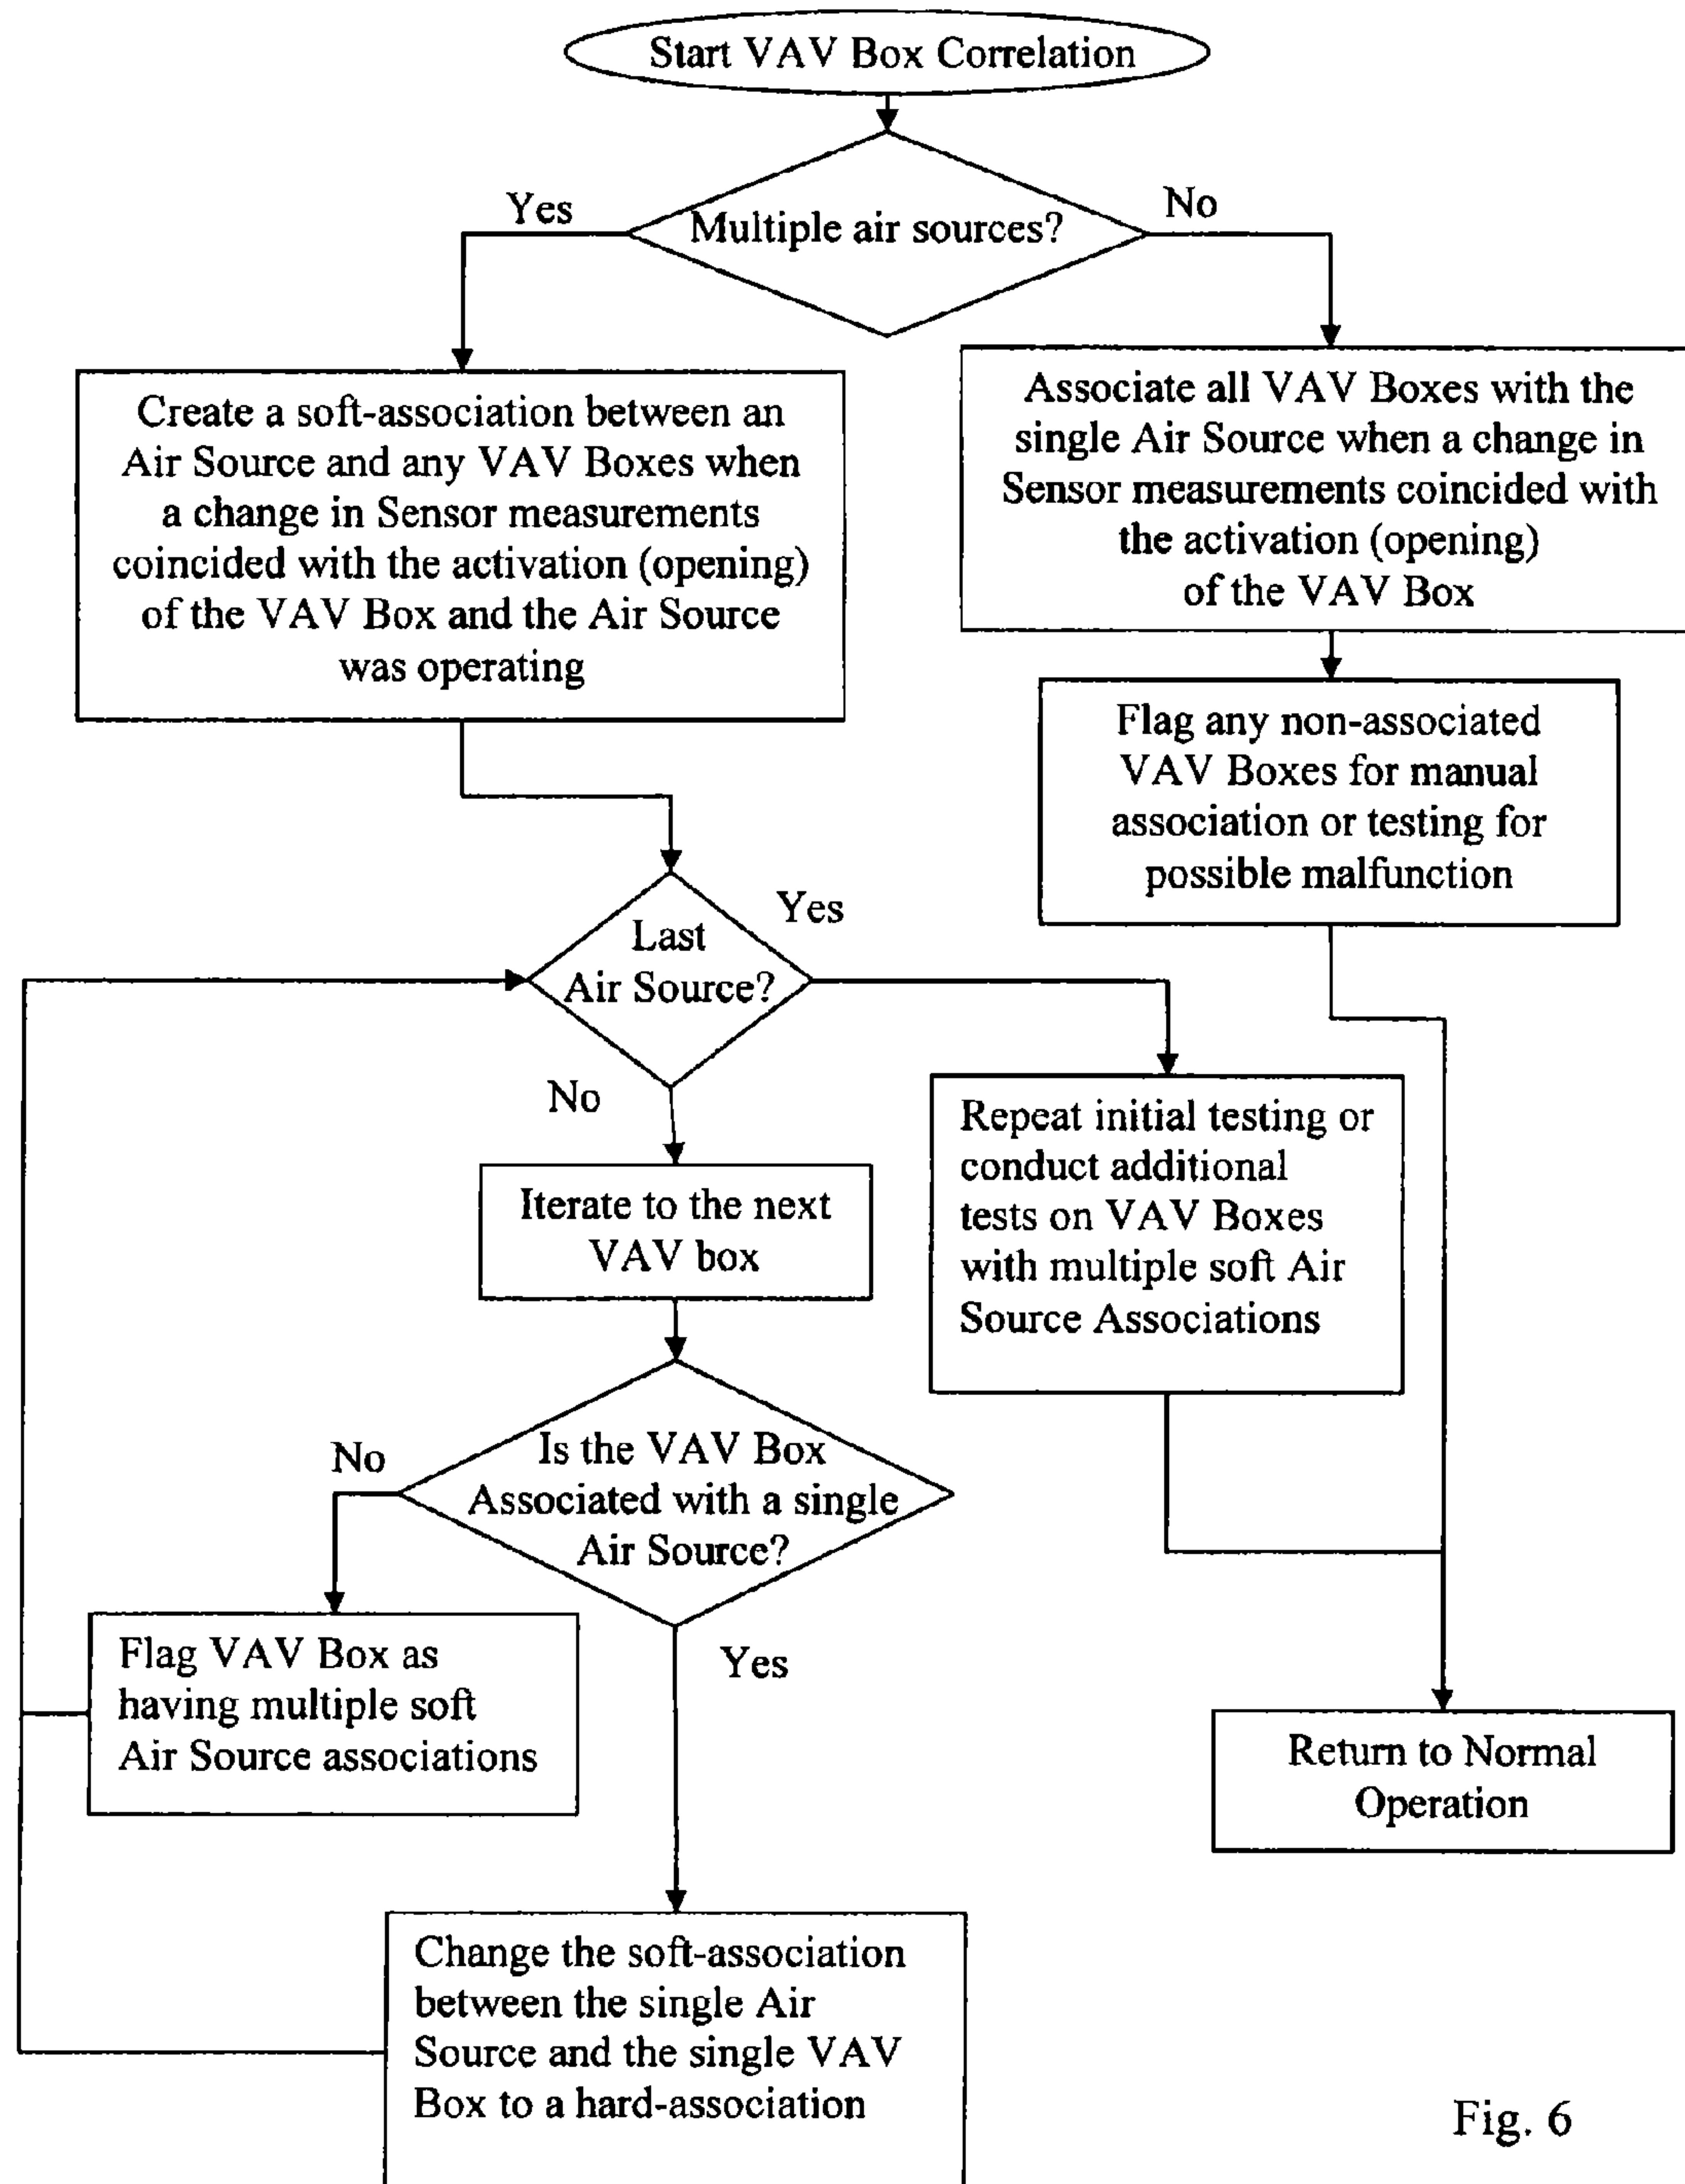 Start VAV Box Correlation
Multiple air sources?
Yes
No
Create a soft-association between an
Air Source and any VAV Boxes when
a change in Sensor measurements
coincided with the activation (opening)
of the VAV Box and the Air Source
was operating
Associate all VAV Boxes with the
single Air Source when a change in
Sensor measurements coincided with
the activation (opening)
of the VAV Box
Flag any non-associated
VAV Boxes for manual
association or testing for
possible malfunction
Last
Air Source?
Yes
No
Iterate to the next
VAV box
Repeat initial testing or
conduct additional
tests on VAV Boxes
with multiple soft Air
Source Associations
Is the VAV Box
Associated with a single
Air Source?
No
Yes
Flag VAV Box as
having multiple soft
Air Source associations
Return to Normal
Operation
Change the soft-association
between the single Air
Source and the single VAV
Box to a hard-association
Fig. 6